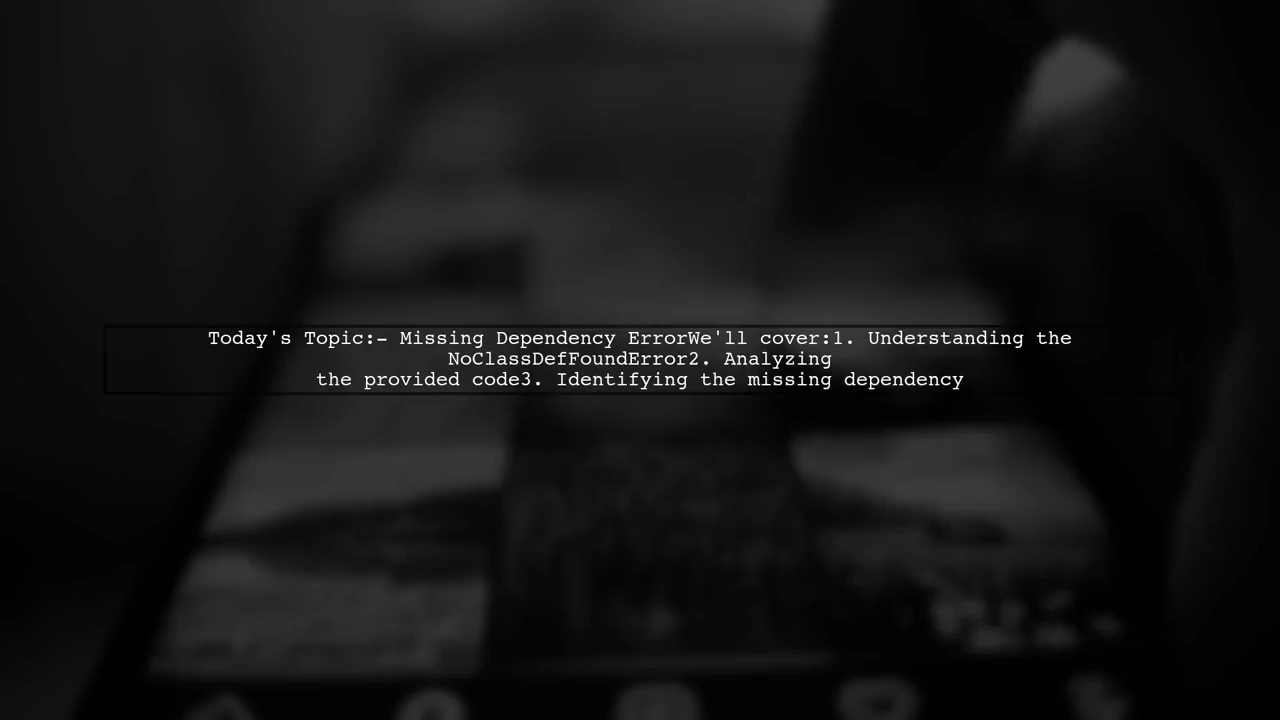 Today's Topic:- Missing Dependency ErrorWe'll cover:1. Understanding the
NoClassDefFoundError2. Analyzing
the provided code3. Identifying the missing dependency